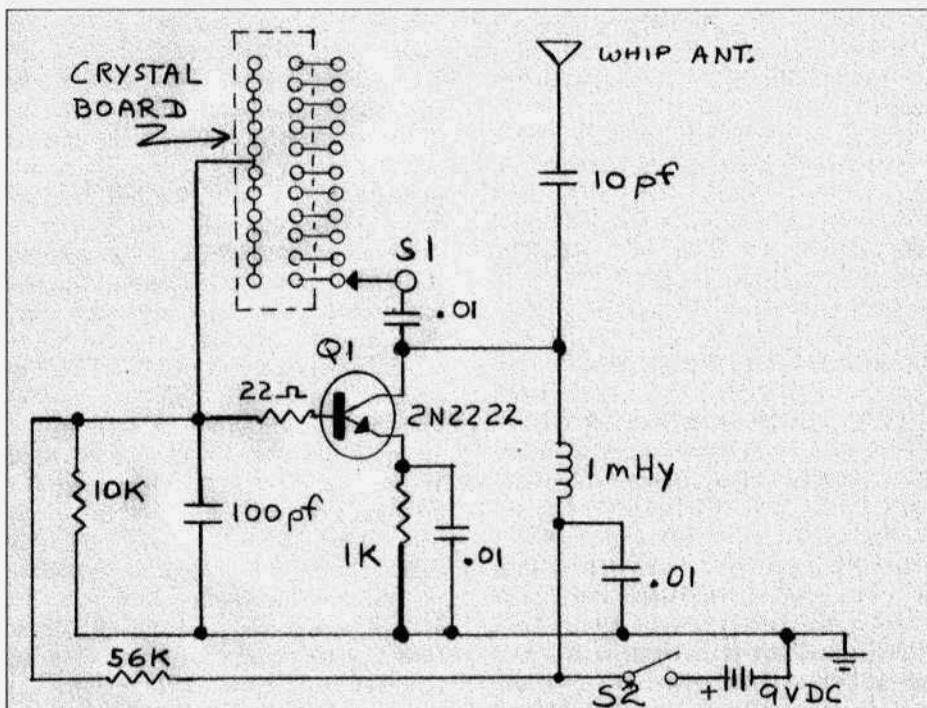 CRYSTAL
BOARD
WHIP ANT.
10pf
S1
.01
Q1
22Ω
2N2222
10K
100pf
1K
.01
1mHy
.01
56K
S2
+
9VDC